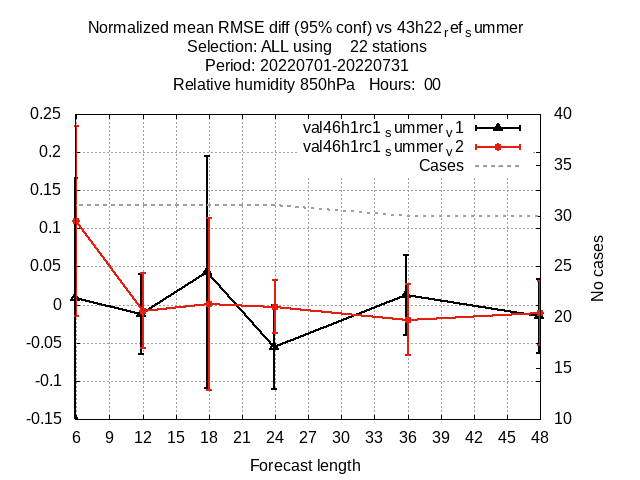 Normalized mean RMSE diff (95% conf) vs 43h22refsummer
Selection: ALL using 22 stations
Period: 20220701-20220731
Relative humidity 850hPa Hours: 00
val46h1rc1summerv1
val46h1rc1summerv2
Cases
0.25
0.2
0.15
0.1
0.05
0
-0.05
-0.1
-0.15
40
35
30
25
20
15
10
No cases
6 9 12 15 18 21 24 27 30 33 36 39 42 45 48
Forecast length